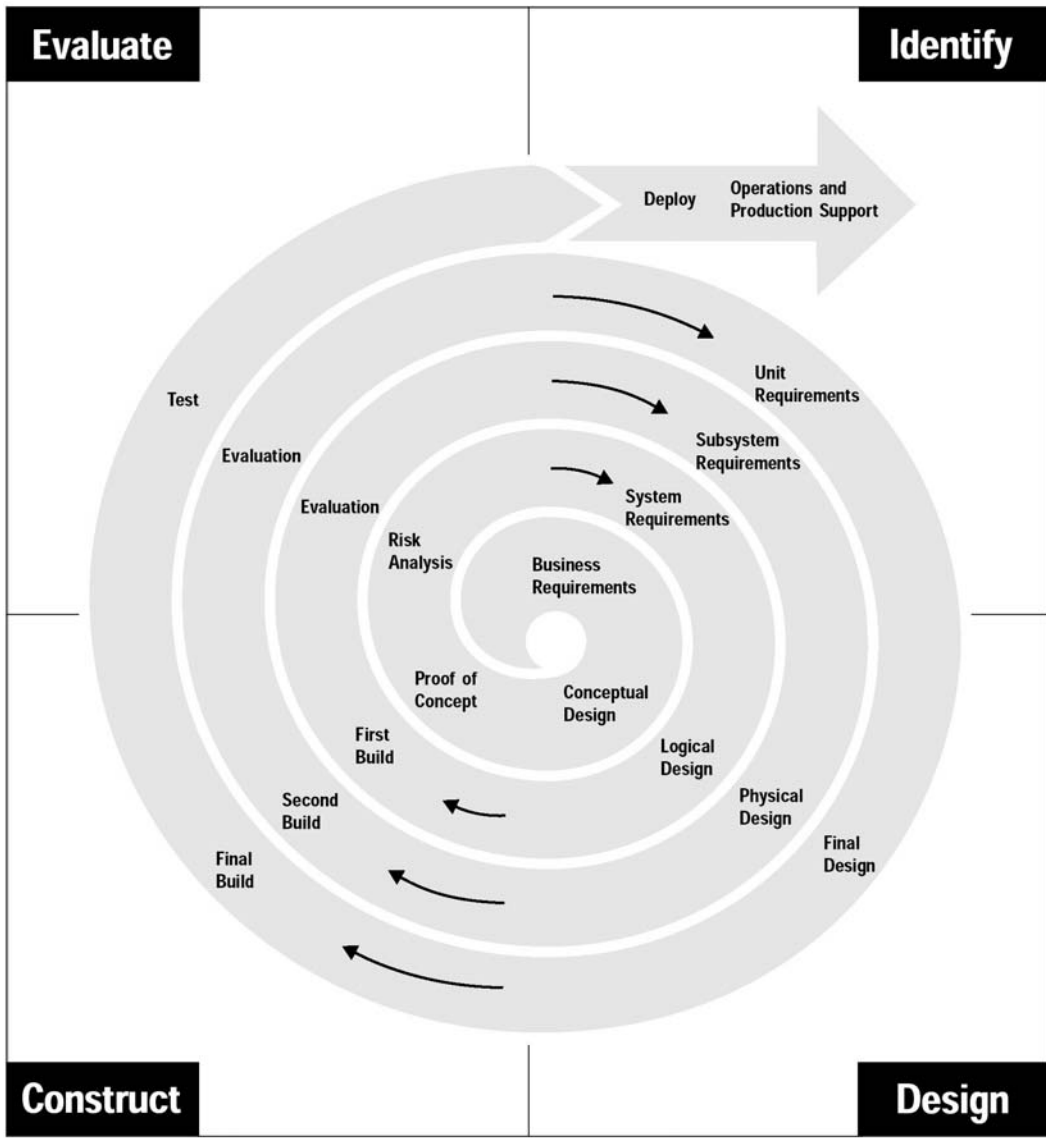 Evaluate
Identify
Deploy
Operations and
Production Support
Unit
Requirements
Subsystem
Requirements
System
Requirements
Business
Requirements
Test
Evaluation
Evaluation
Risk
Analysis
Proof of
Concept
First
Build
Second
Build
Final
Build
Conceptual
Design
Logical
Design
Physical
Design
Final
Design
Construct
Design